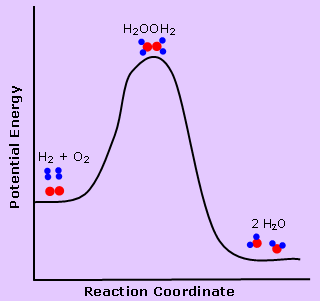 H2OOH2
H2 + O2
2 H2O
Potential Energy
Reaction Coordinate